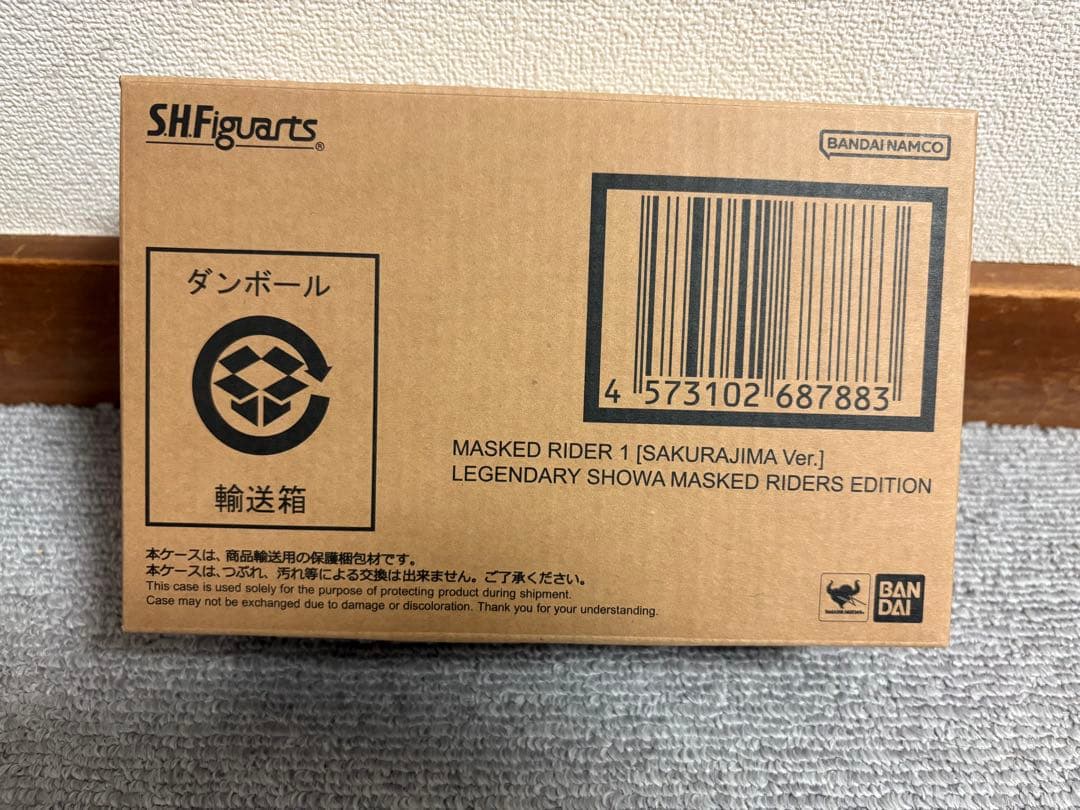 S.H.Figuarts®
BANDAI NAMCO
ダンボール
輸送箱
4 573102 687883
MASKED RIDER 1 [SAKURAJIMA Ver.]
LEGENDARY SHOWA MASKED RIDERS EDITION
本ケースは、商品輸送用の保護梱包材です。
本ケースは、つぶれ、汚れ等による交換は出来ません。ご了承ください。
This case is used solely for the purpose of protecting product during shipment.
Case may not be exchanged due to damage or discoloration. Thank you for your understanding.
BAN
DAI